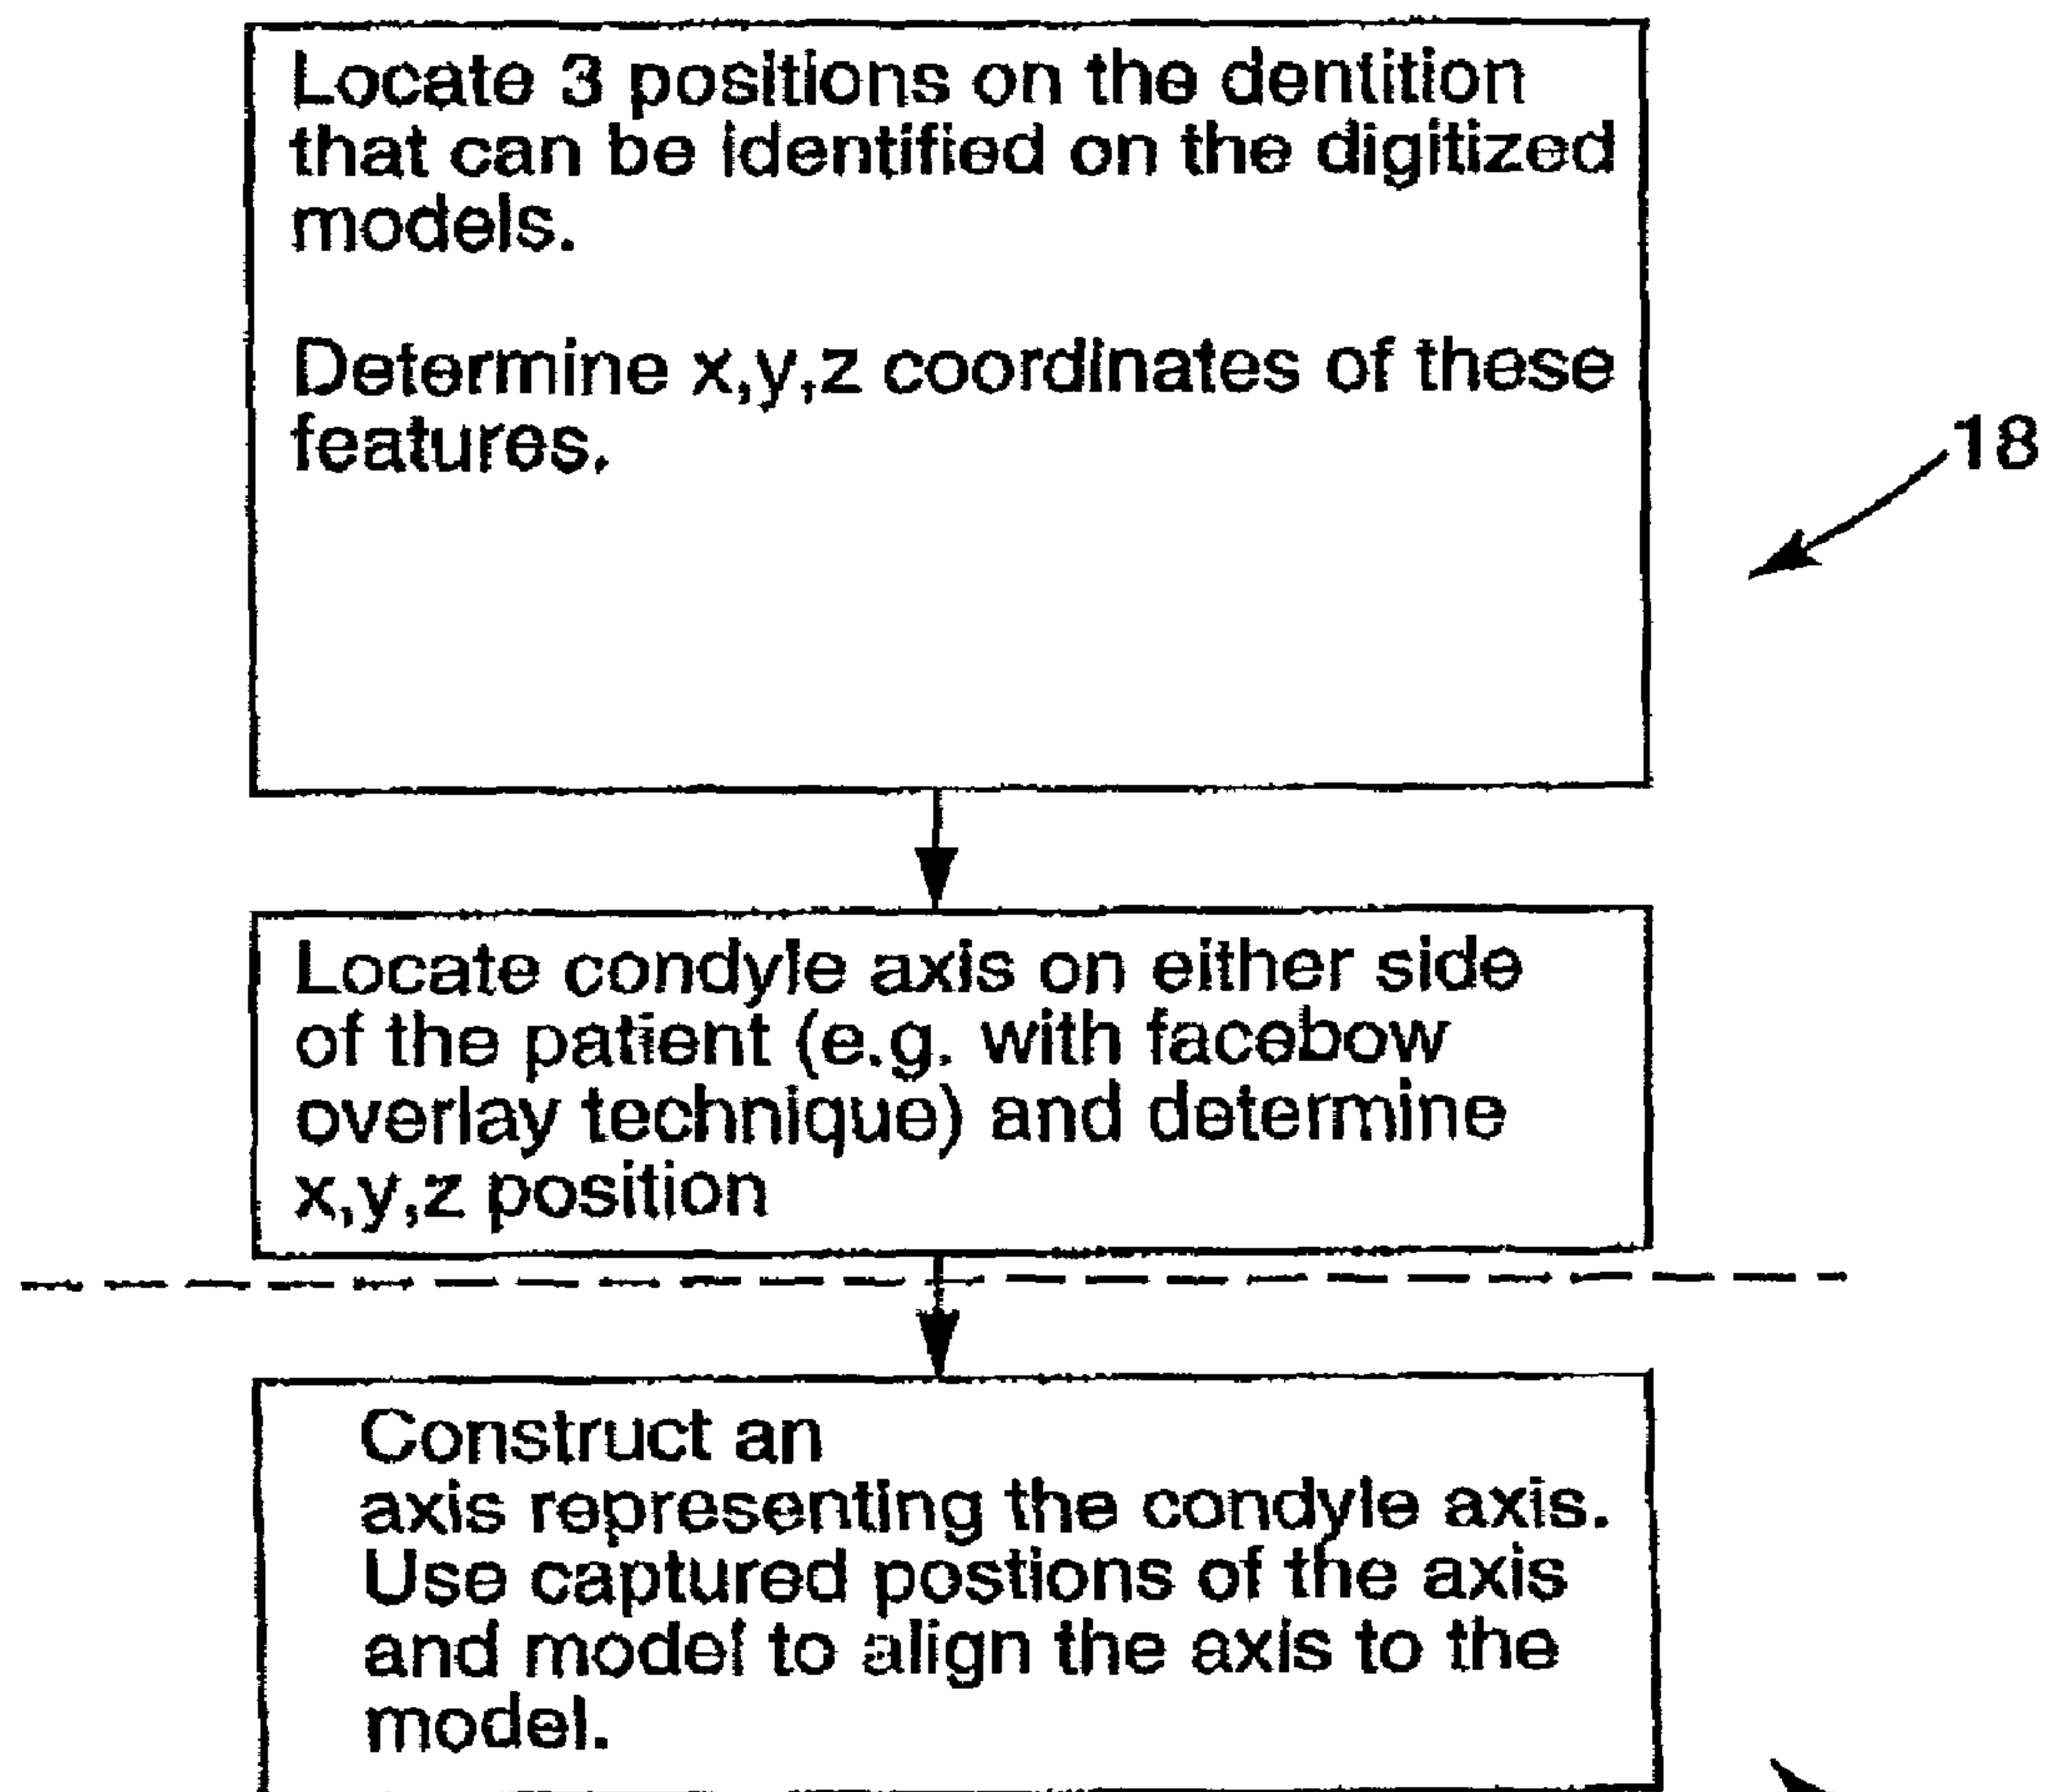 Locate 3 positions on the dentition
that can be identified on the digitized
models.
Determine x,y,z coordinates of these
features.
18
Locate condyle axis on either side
of the patient (e.g. with facebow
overlay technique) and determine
x,y,z position
Construct an
axis representing the condyle axis.
Use captured postions of the axis
and model to align the axis to the
model.